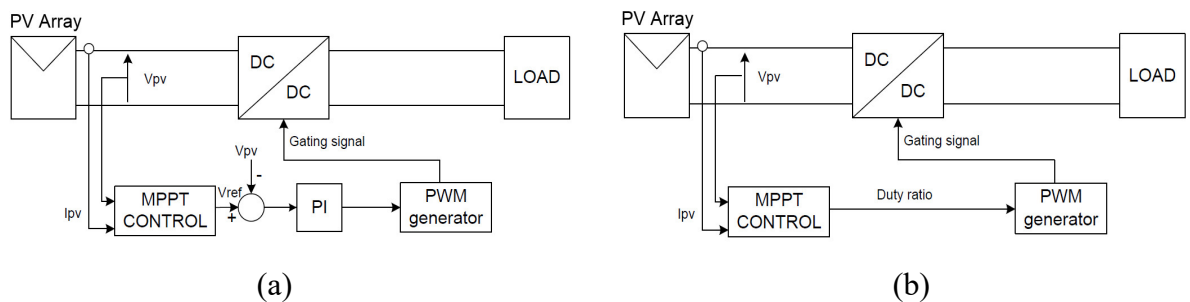 PV Array
Vpv
DC
DC
LOAD
Gating signal
Vpv
-
Vref
+
Ipv
MPPT
CONTROL
PI
PWM
generator
(a)
PV Array
Vpv
DC
DC
LOAD
Gating signal
Ipv
MPPT
CONTROL
Duty ratio
PWM
generator
(b)